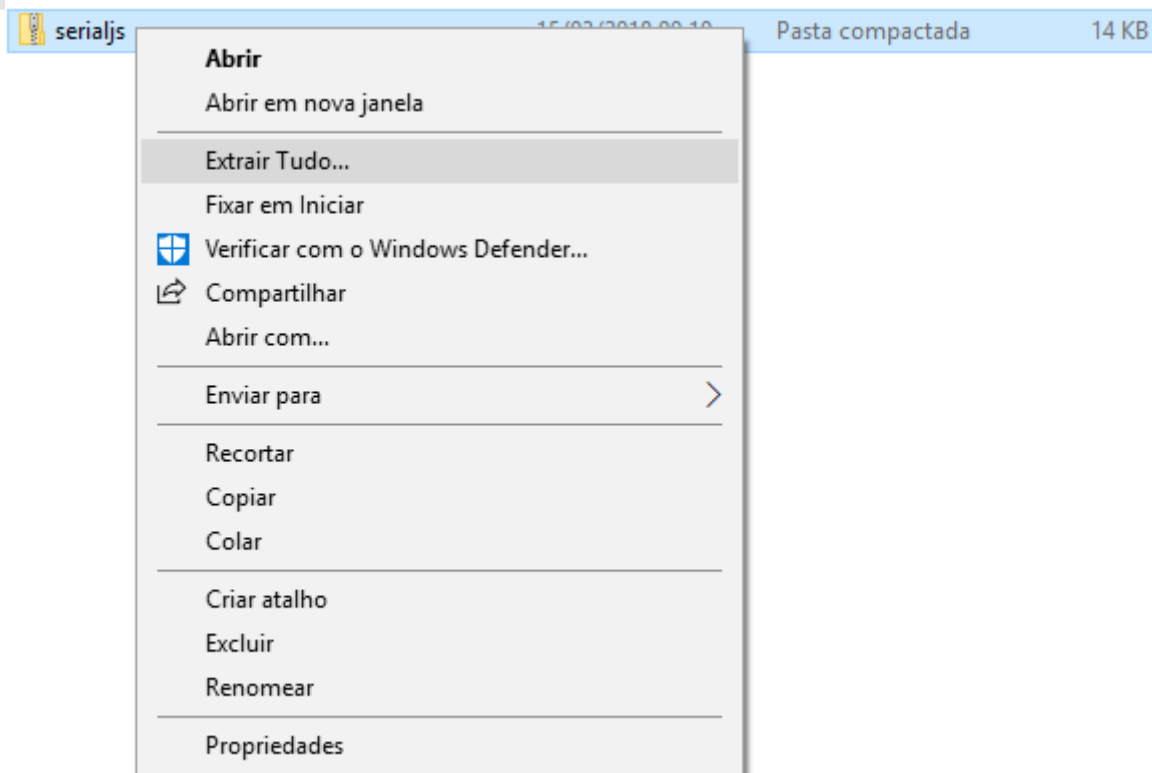 serialjs Pasta compactada 14 KB
Abrir
Abrir em nova janela
Extrair Tudo...
Fixar em Iniciar
Verificar com o Windows Defender...
Compartilhar
Abrir com...
Enviar para
Recortar
Copiar
Colar
Criar atalho
Excluir
Renomear
Propriedades